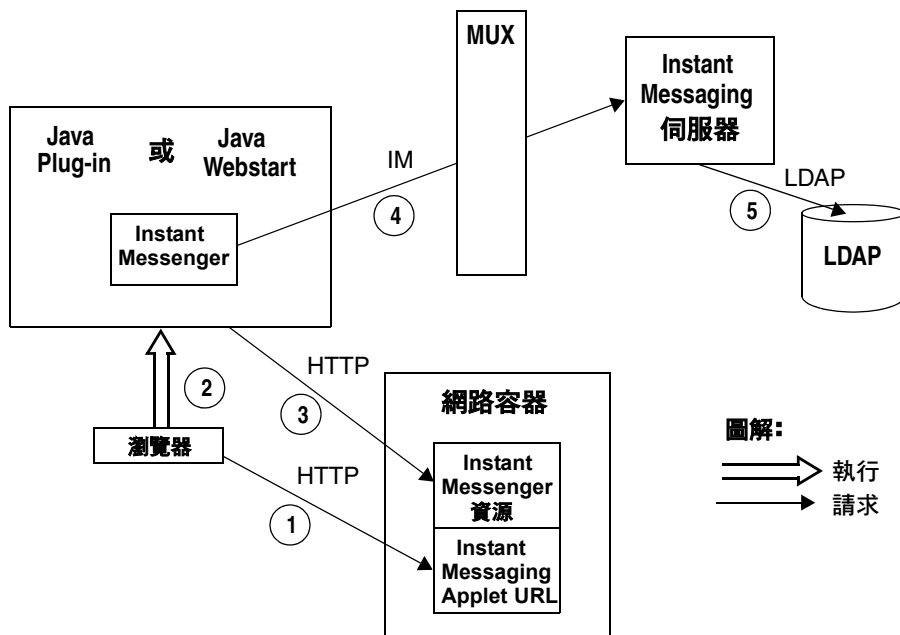 MUX
Instant
Messaging
伺服器
Java
Plug-in
或
Java
Webstart
IM
4
LDAP
5
LDAP
Instant
Messenger
HTTP
2
3
網路容器
瀏覽器
圖解：
執行
請求
Instant
Messenger
資源
HTTP
1
Instant
Messaging
Applet URL